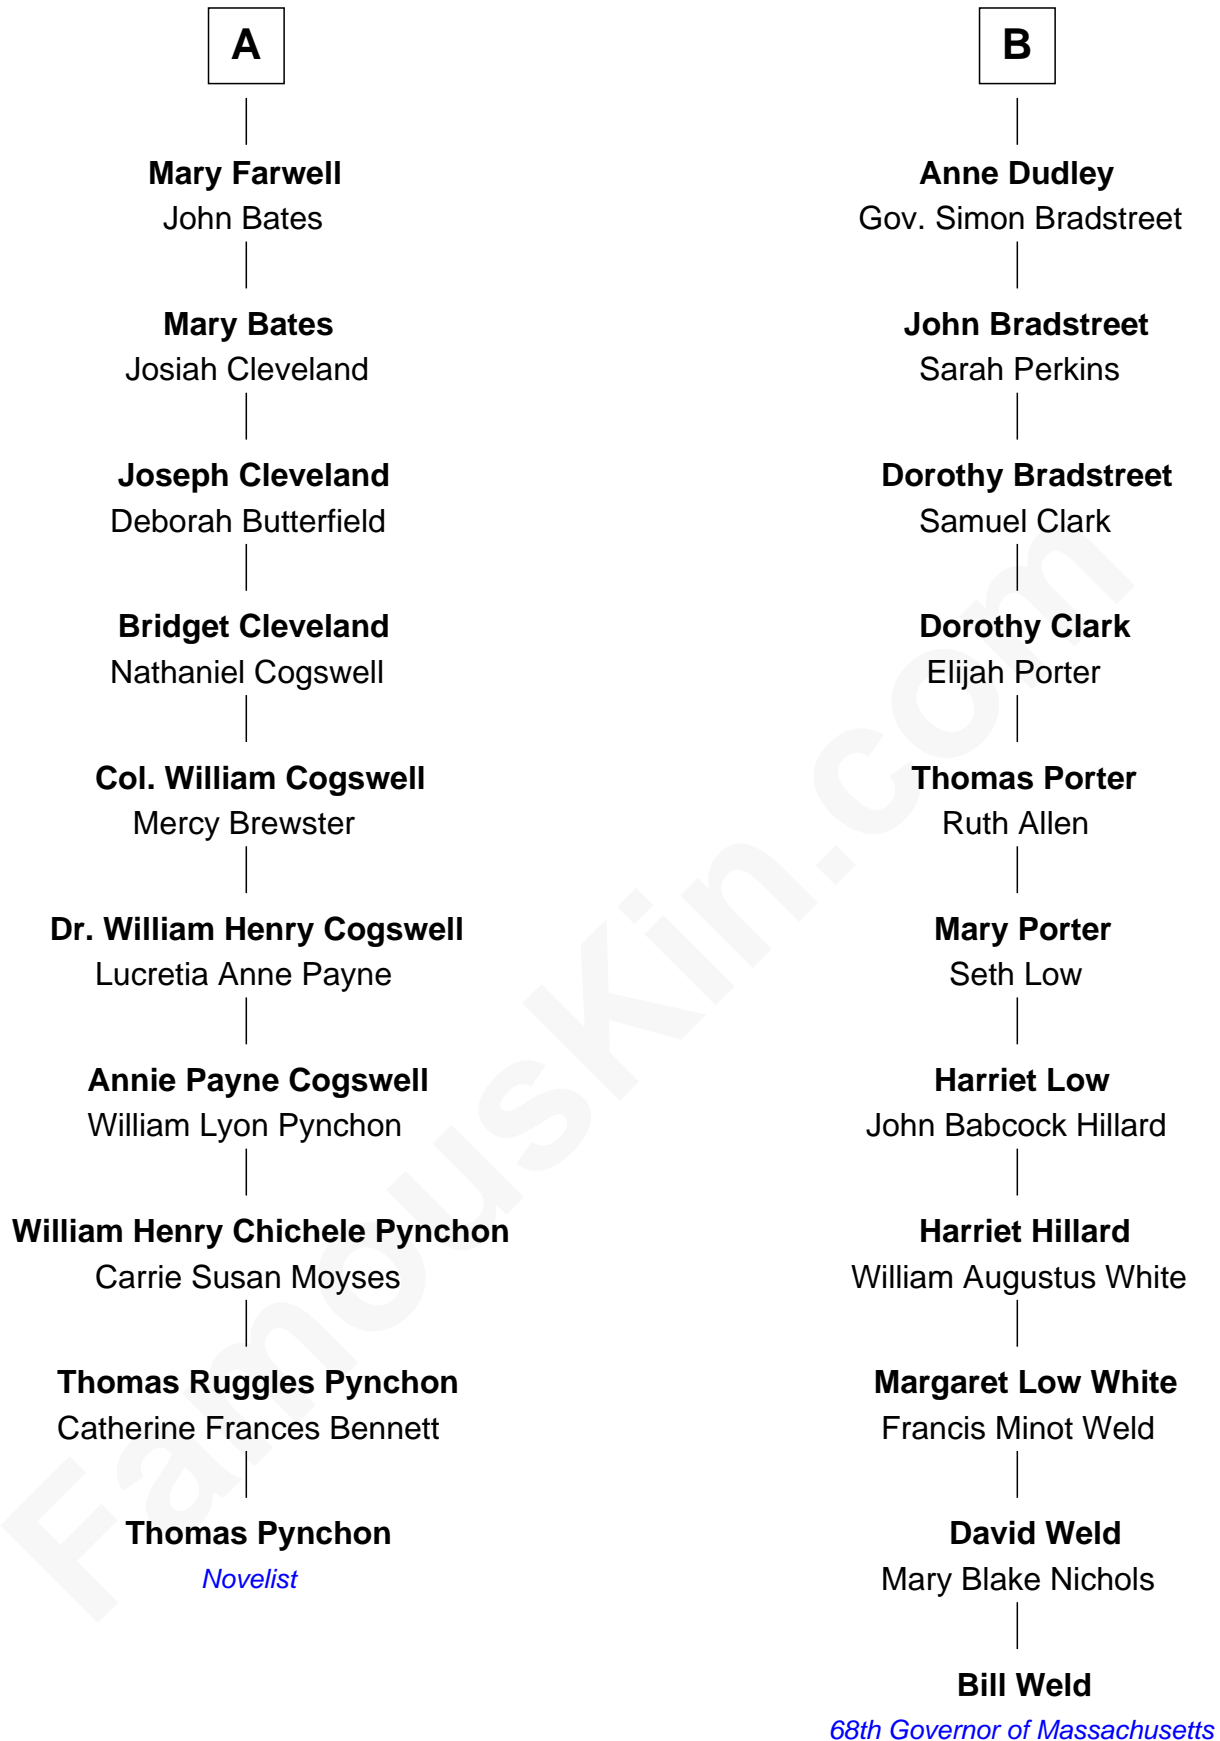 A
Mary Farwell
John Bates
Mary Bates
Josiah Cleveland
Joseph Cleveland
Deborah Butterfield
Bridget Cleveland
Nathaniel Cogswell
Col. William Cogswell
Mercy Brewster
Dr. William Henry Cogswell
Lucretia Anne Payne
Annie Payne Cogswell
William Lyon Pynchon
William Henry Chichele Pynchon
Carrie Susan Moyses
Thomas Ruggles Pynchon
Catherine Frances Bennett
Thomas Pynchon
Novelist
B
Anne Dudley
Gov. Simon Bradstreet
John Bradstreet
Sarah Perkins
Dorothy Bradstreet
Samuel Clark
Dorothy Clark
Elijah Porter
Thomas Porter
Ruth Allen
Mary Porter
Seth Low
Harriet Low
John Babcock Hillard
Harriet Hillard
William Augustus White
Margaret Low White
Francis Minot Weld
David Weld
Mary Blake Nichols
Bill Weld
68th Governor of Massachusetts
FamousKin.com